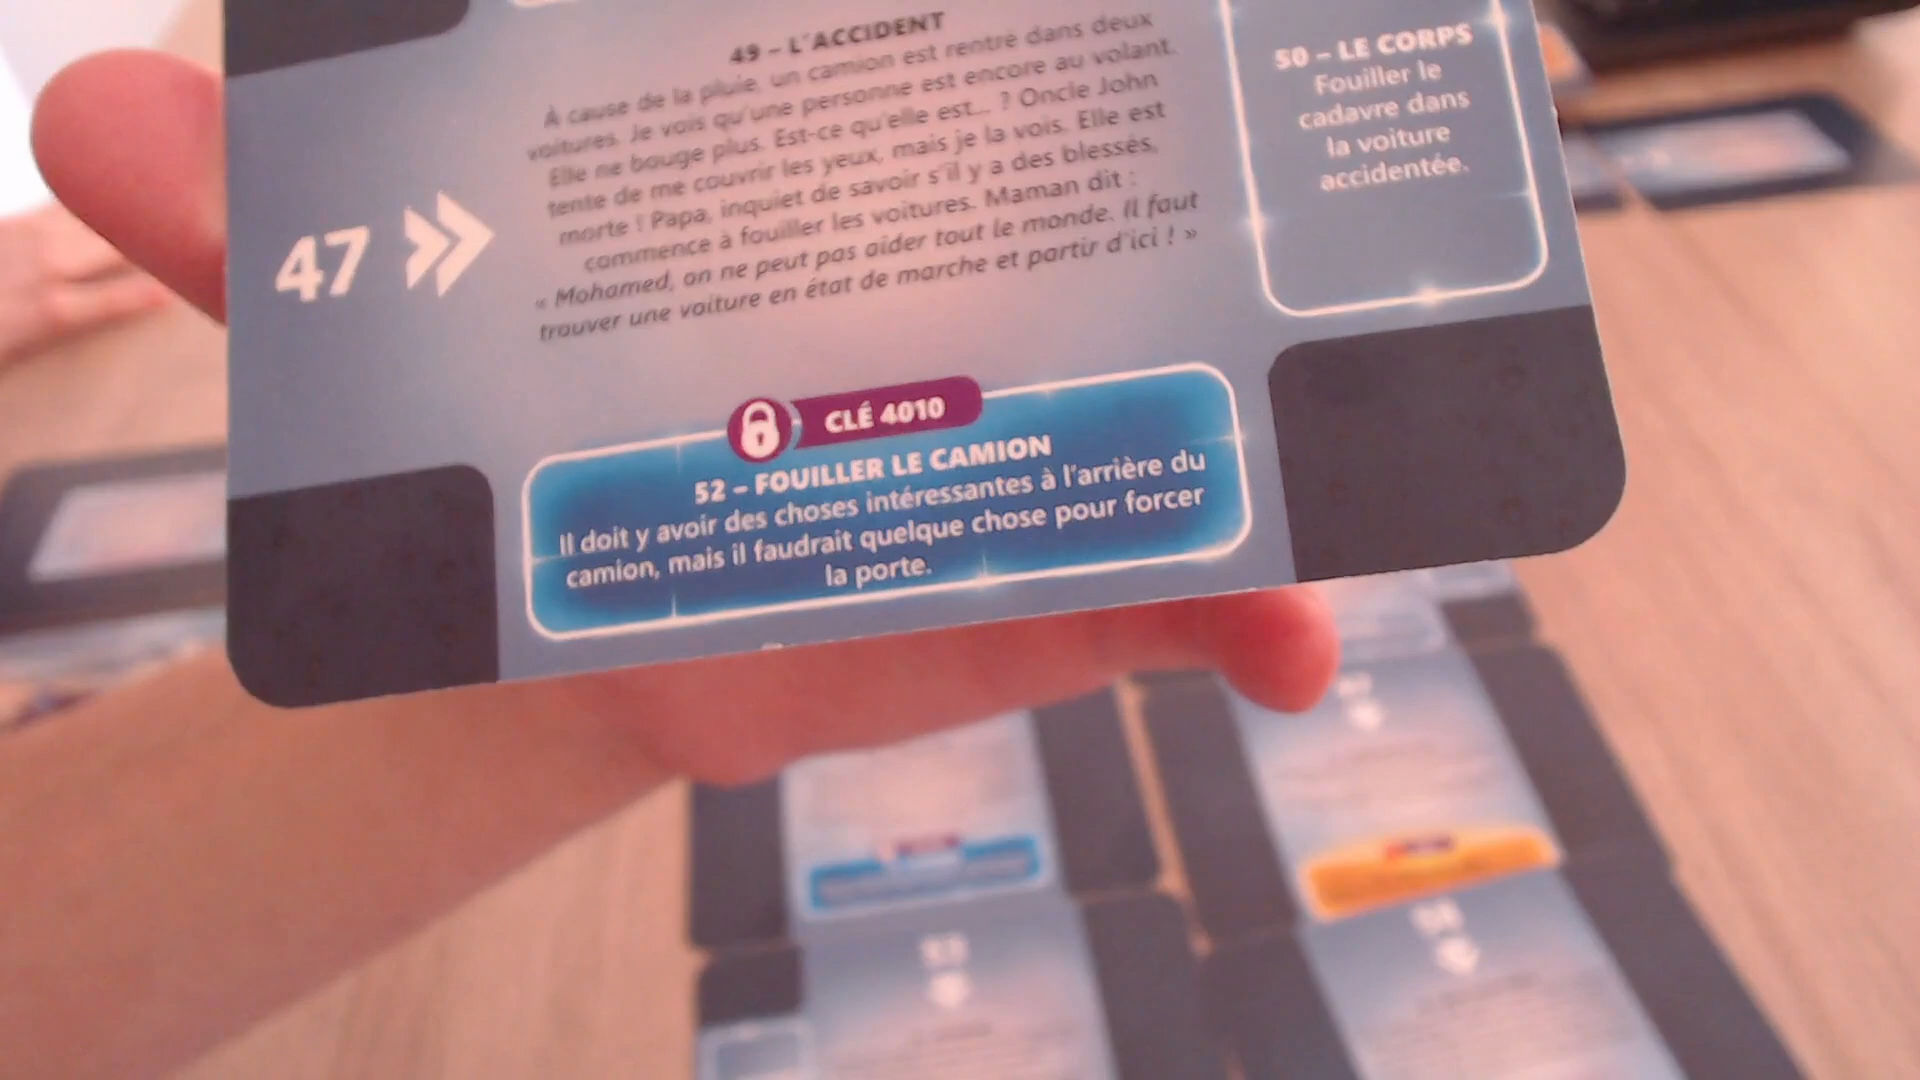 49 – L'ACCIDENT
À cause de la pluie, un camion est rentré dans deux
voitures. Je vois qu'une personne est encore au volant.
Elle ne bouge plus. Est-ce qu'elle est... ? Oncle John
tente de me couvrir les yeux, mais je la vois. Elle est
morte ! Papa, inquiet de savoir s'il y a des blessés,
commence à fouiller les voitures. Maman dit :
« Mohamed, on ne peut pas aider tout le monde. Il faut
trouver une voiture en état de marche et partir d'ici ! »
47
50 – LE CORPS
Fouiller le
cadavre dans
la voiture
accidentée.
CLÉ 4010
52 – FOUILLER LE CAMION
Il doit y avoir des choses intéressantes à l'arrière du
camion, mais il faudrait quelque chose pour forcer
la porte.